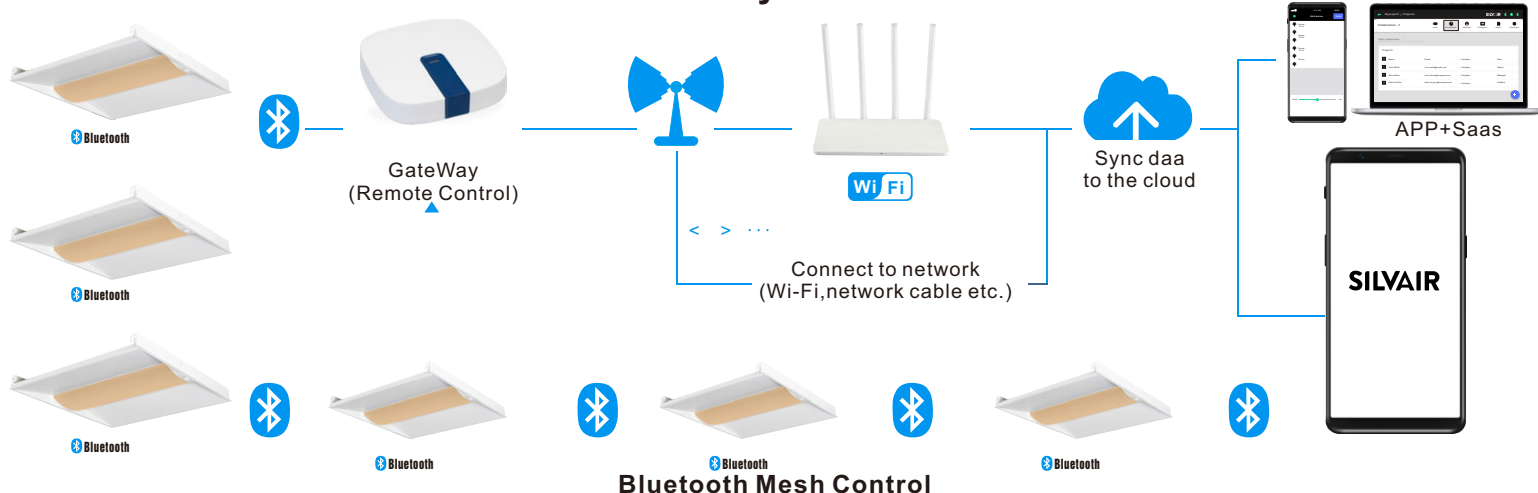 SILVAIR
APP+Saas
Bluetooth
GateWay
(Remote Control)
Wi Fi
Sync daa
to the cloud
< > ···
Bluetooth
Connect to network
(Wi-Fi,network cable etc.)
SILVAIR
Bluetooth
Bluetooth
Bluetooth
Bluetooth
Bluetooth Mesh Control